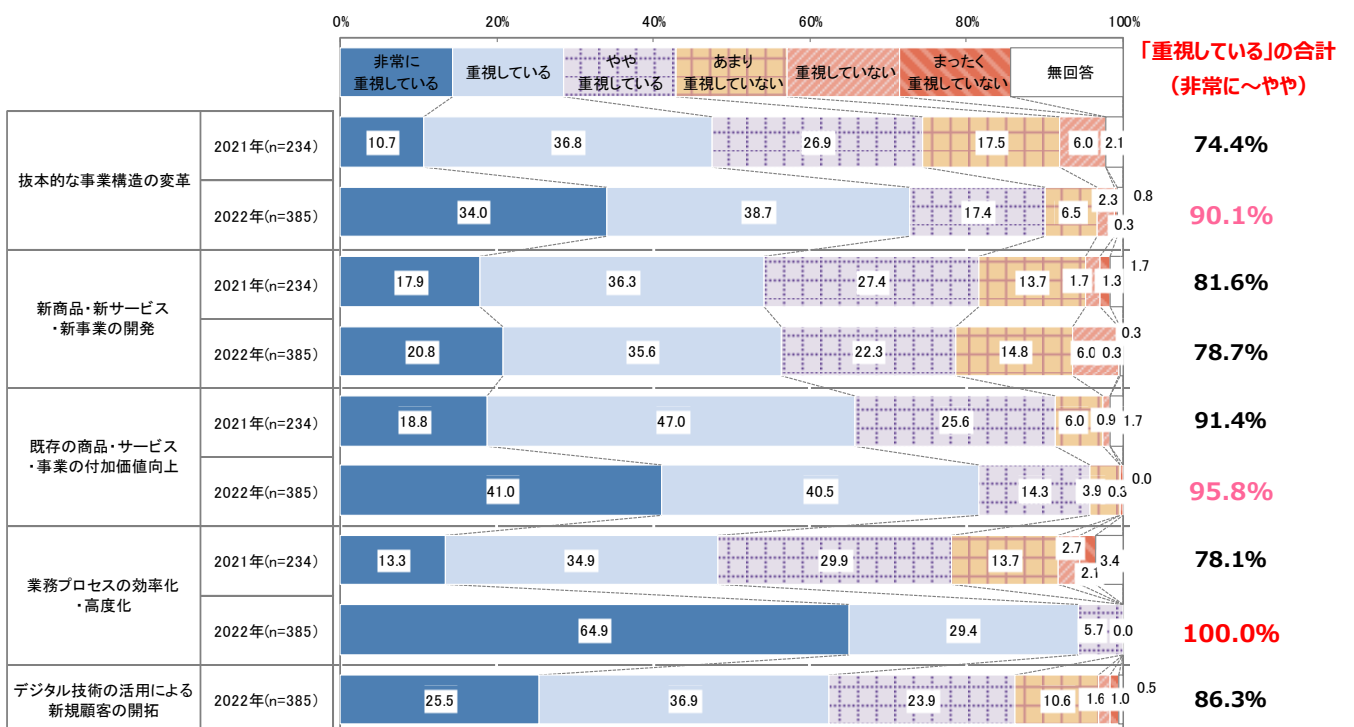 0% 20% 40% 60% 80% 100%
非常に
重視している
重視している
やや
重視している
あまり
重視していない
重視していない
まったく
重視していない
無回答
「重視している」の合計
(非常に～やや)
抜本的な事業構造の変革
2021年(n=234) 10.7 36.8 26.9 17.5 6.0 2.1 74.4%
2022年(n=385) 34.0 38.7 17.4 6.5 2.3 0.3 0.8 90.1%
新商品・新サービス
・新事業の開発
2021年(n=234) 17.9 36.3 27.4 13.7 1.7 1.3 1.7 81.6%
2022年(n=385) 20.8 35.6 22.3 14.8 6.0 0.3 0.3 78.7%
既存の商品・サービス
・事業の付加価値向上
2021年(n=234) 18.8 47.0 25.6 6.0 0.9 1.7 91.4%
2022年(n=385) 41.0 40.5 14.3 3.9 0.3 0.0 95.8%
業務プロセスの効率化
・高度化
2021年(n=234) 13.3 34.9 29.9 13.7 2.7 2.1 3.4 78.1%
2022年(n=385) 64.9 29.4 5.7 0.0 100.0%
デジタル技術の活用による
新規顧客の開拓
2022年(n=385) 25.5 36.9 23.9 10.6 1.6 1.0 0.5 86.3%